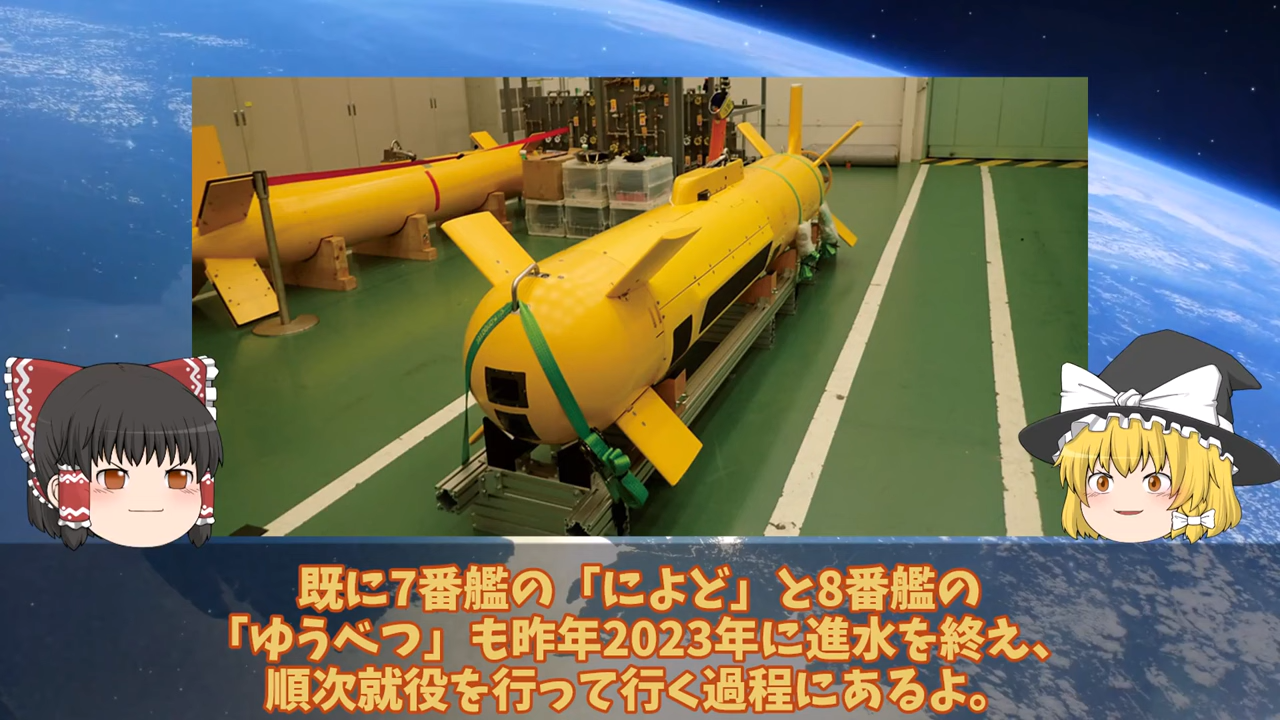 既に7番艦の「によど」と8番艦の
「ゆうべつ」も昨年2023年に進水を終え、
順次就役を行って行く過程にあるよ。